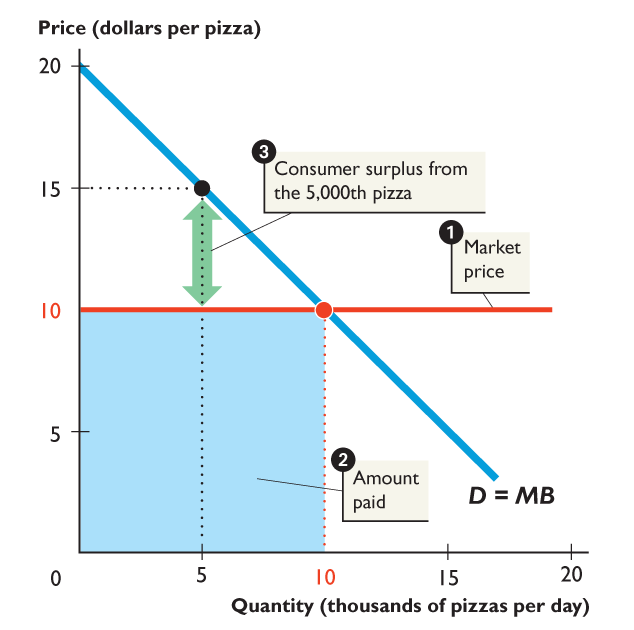 Price (dollars per pizza)
20
3
Consumer surplus from
the 5,000th pizza
15
1
Market
price
10
5
2
Amount
paid
D = MB
0
5
10
15
20
Quantity (thousands of pizzas per day)